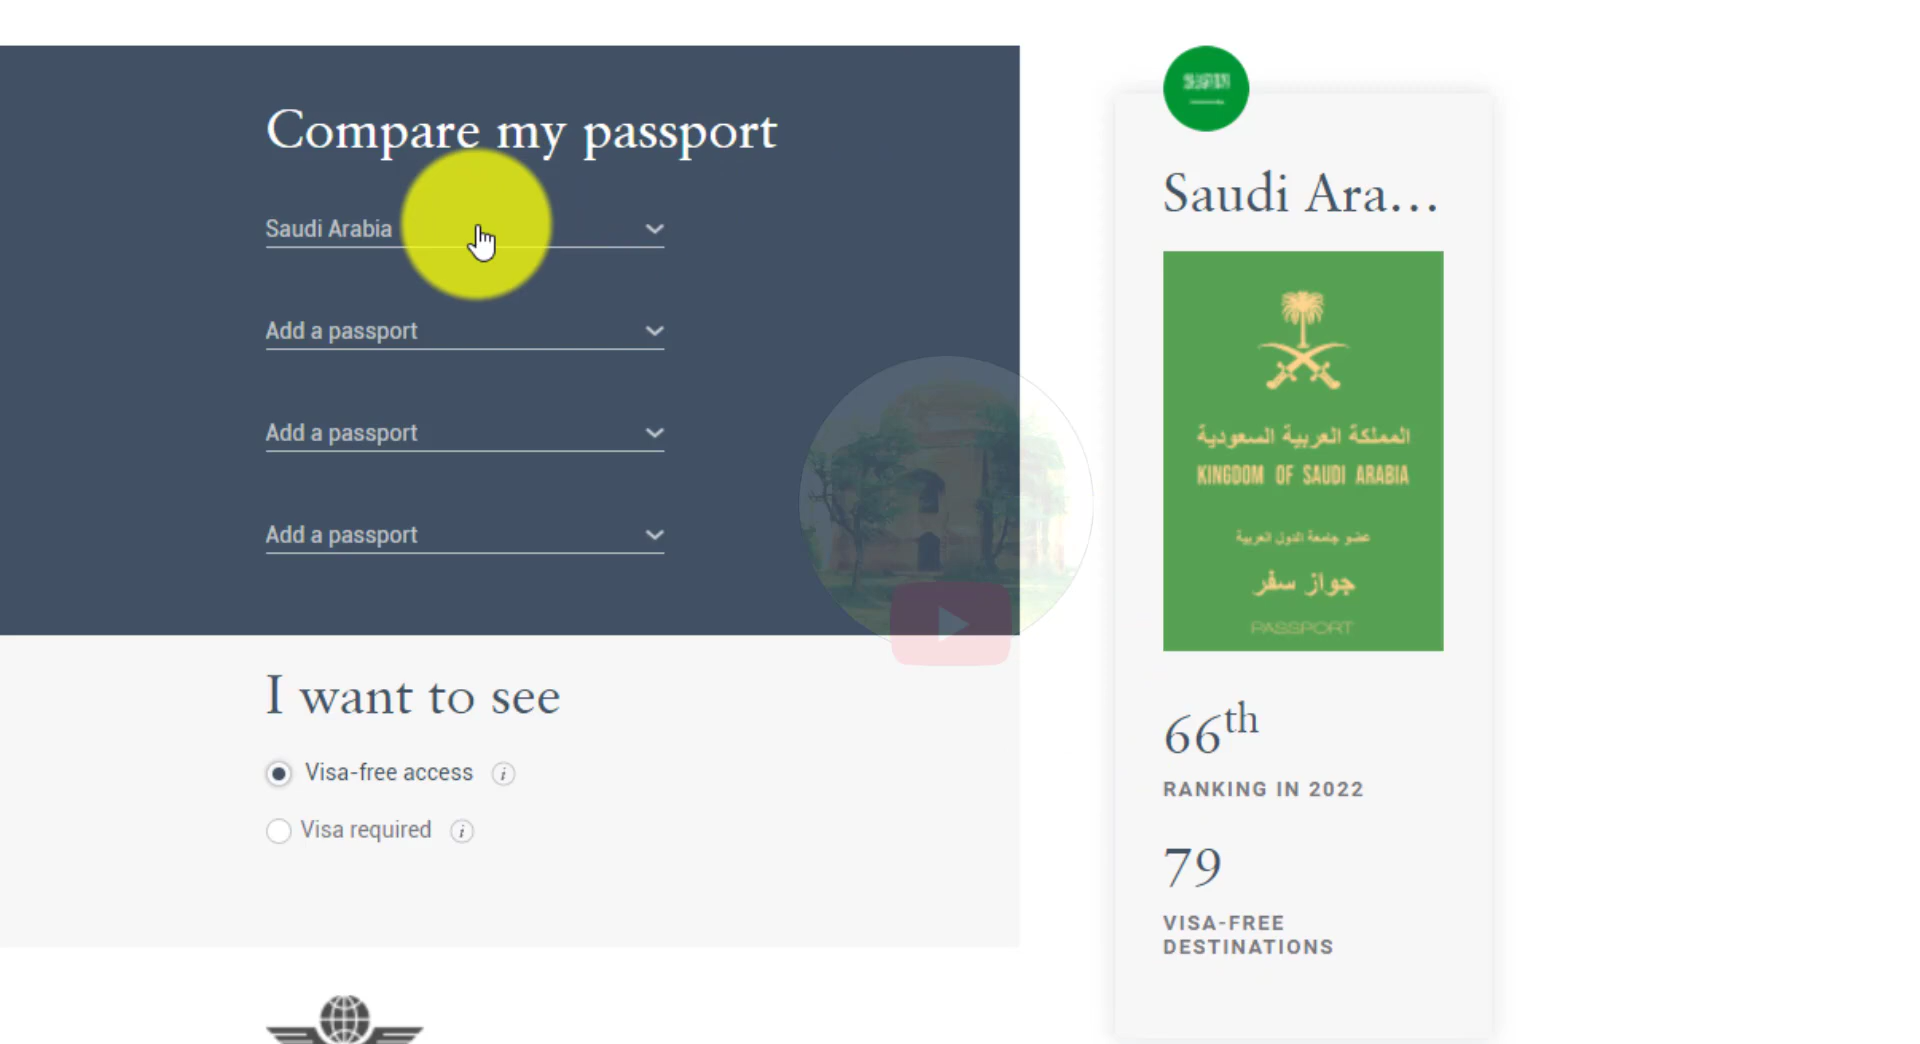 Compare my passport
Saudi Arabia
Add a passport
Add a passport
Add a passport
I want to see
Visa-free access
Visa required
Saudi Ara...
المملكة العربية السعودية
KINGDOM OF SAUDI ARABIA
عضو جامعة الدول العربية
جواز سفر
PASSPORT
66th
RANKING IN 2022
79
VISA-FREE
DESTINATIONS